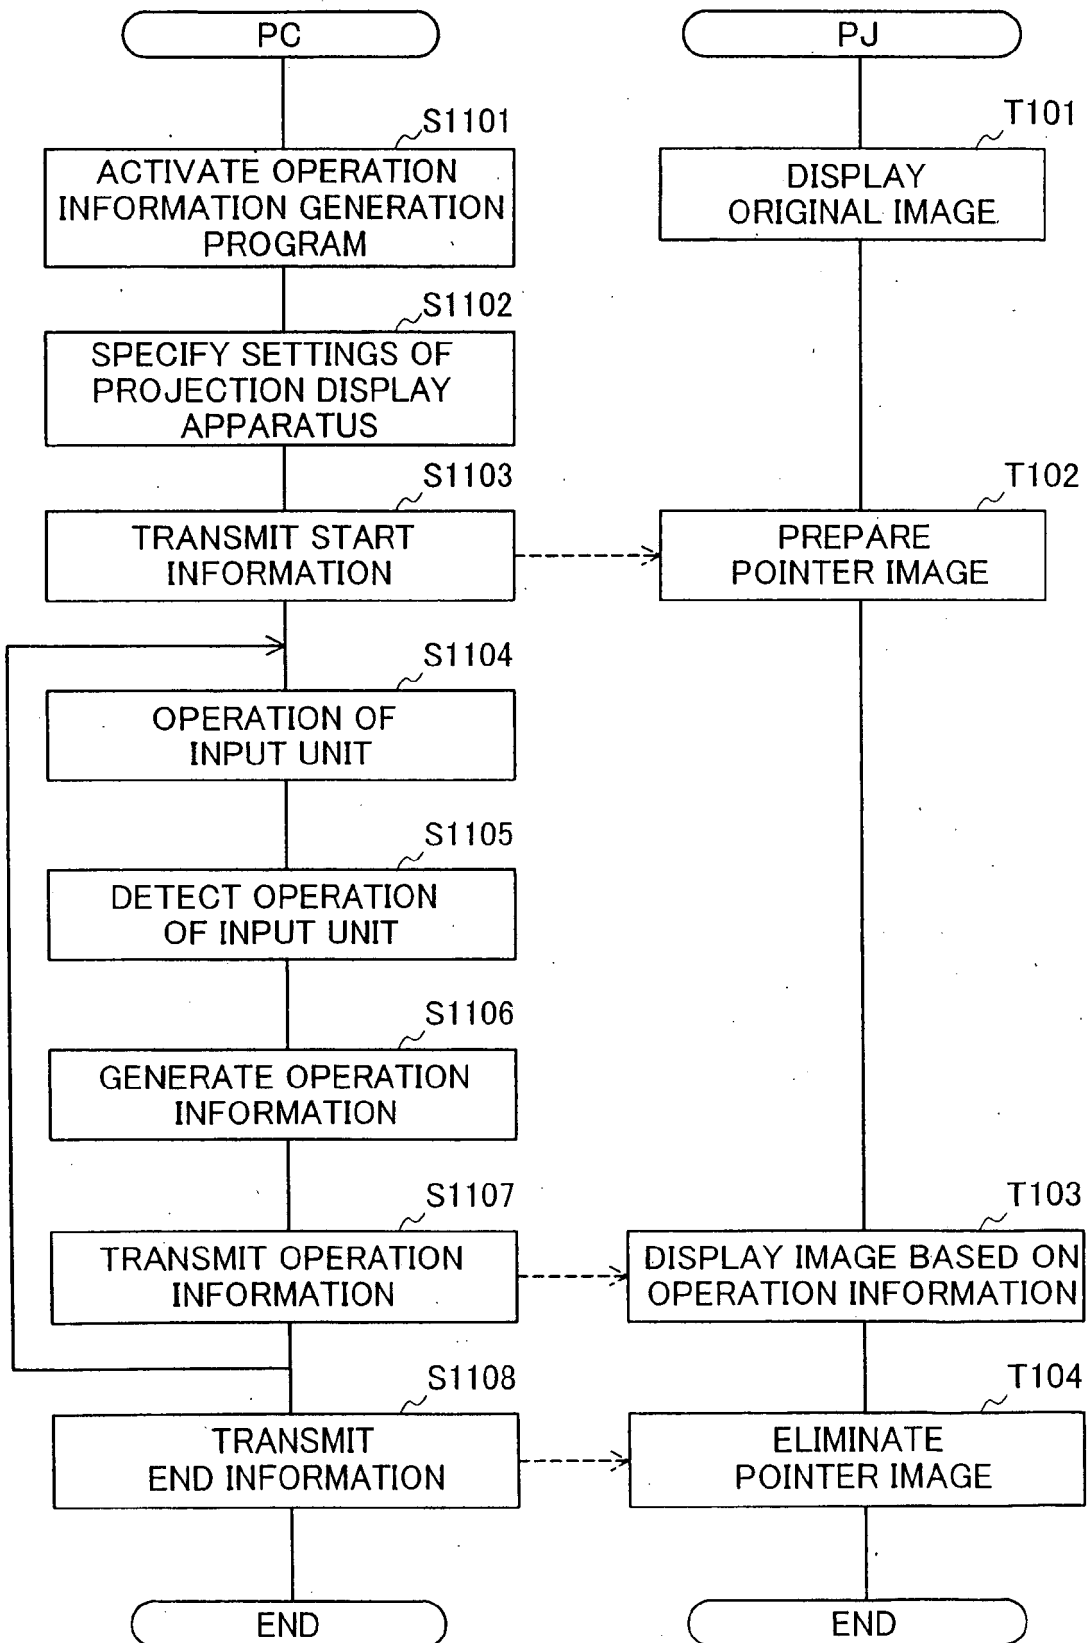 PC
PJ
S1101
ACTIVATE OPERATION
INFORMATION GENERATION
PROGRAM
T101
DISPLAY
ORIGINAL IMAGE
S1102
SPECIFY SETTINGS OF
PROJECTION DISPLAY
APPARATUS
S1103
TRANSMIT START
INFORMATION
T102
PREPARE
POINTER IMAGE
S1104
OPERATION OF
INPUT UNIT
S1105
DETECT OPERATION
OF INPUT UNIT
S1106
GENERATE OPERATION
INFORMATION
S1107
TRANSMIT OPERATION
INFORMATION
T103
DISPLAY IMAGE BASED ON
OPERATION INFORMATION
S1108
TRANSMIT
END INFORMATION
T104
ELIMINATE
POINTER IMAGE
END
END